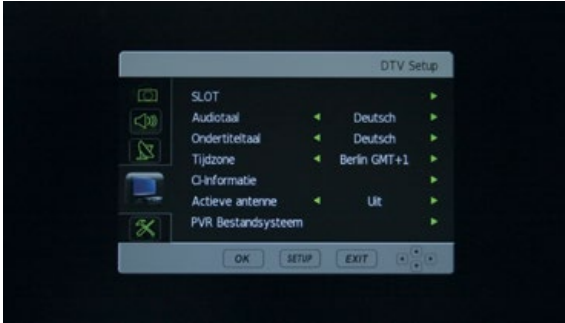 DTV Setup
SLOT
Audiotaal Deutsch
Ondertiteltaal Deutsch
Tijdzone Berlin GMT+1
CI-Informatie
Actieve antenne Uit
PVR Bestandsysteem
OK SETUP EXIT